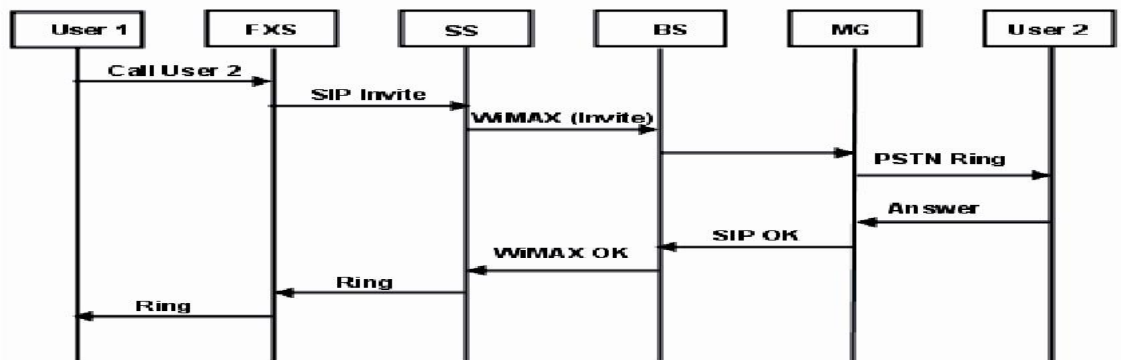 User 1
FXS
SS
BS
MG
User 2
Call User 2
SIP Invite
WiMAX (Invite)
PSTN Ring
Answer
SIP OK
WiMAX OK
Ring
Ring